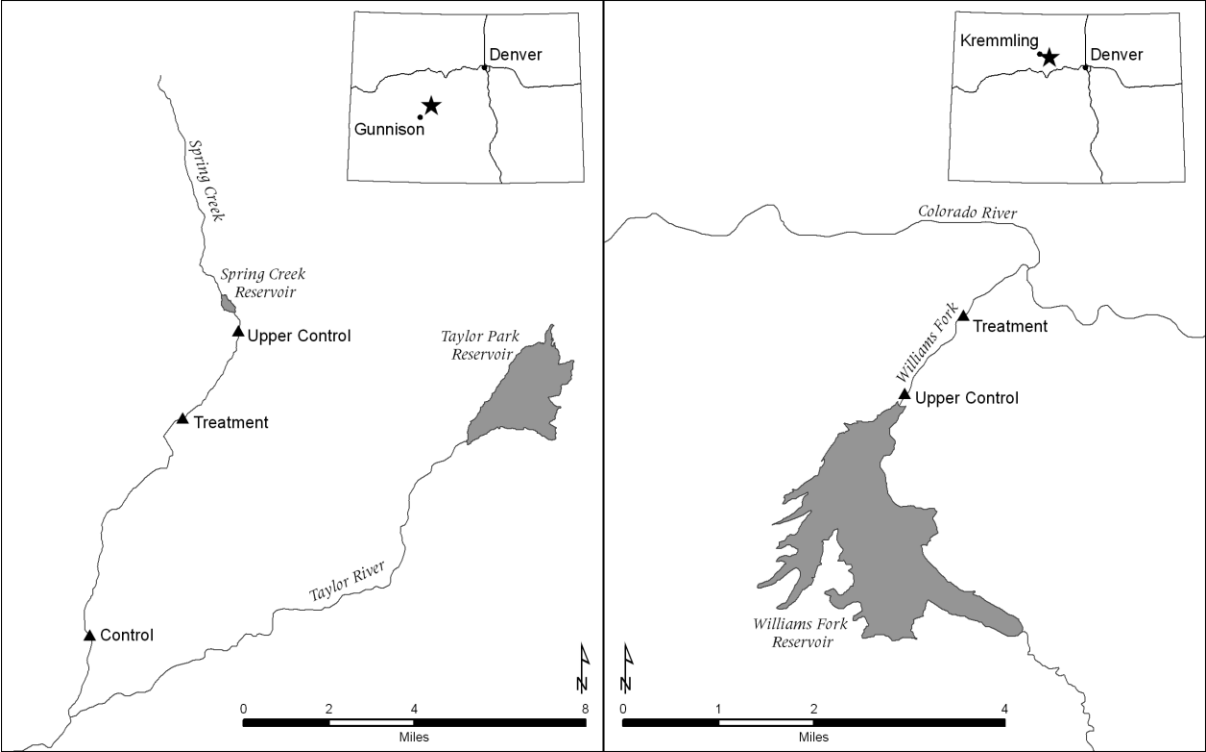 Denver
Gunnison
Spring Creek
Spring Creek
Reservoir
Upper Control
Taylor Park
Reservoir
Treatment
Taylor River
Control
N
0 2 4 8
Miles
Kremmling
Denver
Colorado River
Williams Fork
Treatment
Upper Control
Williams Fork
Reservoir
N
0 1 2 4
Miles